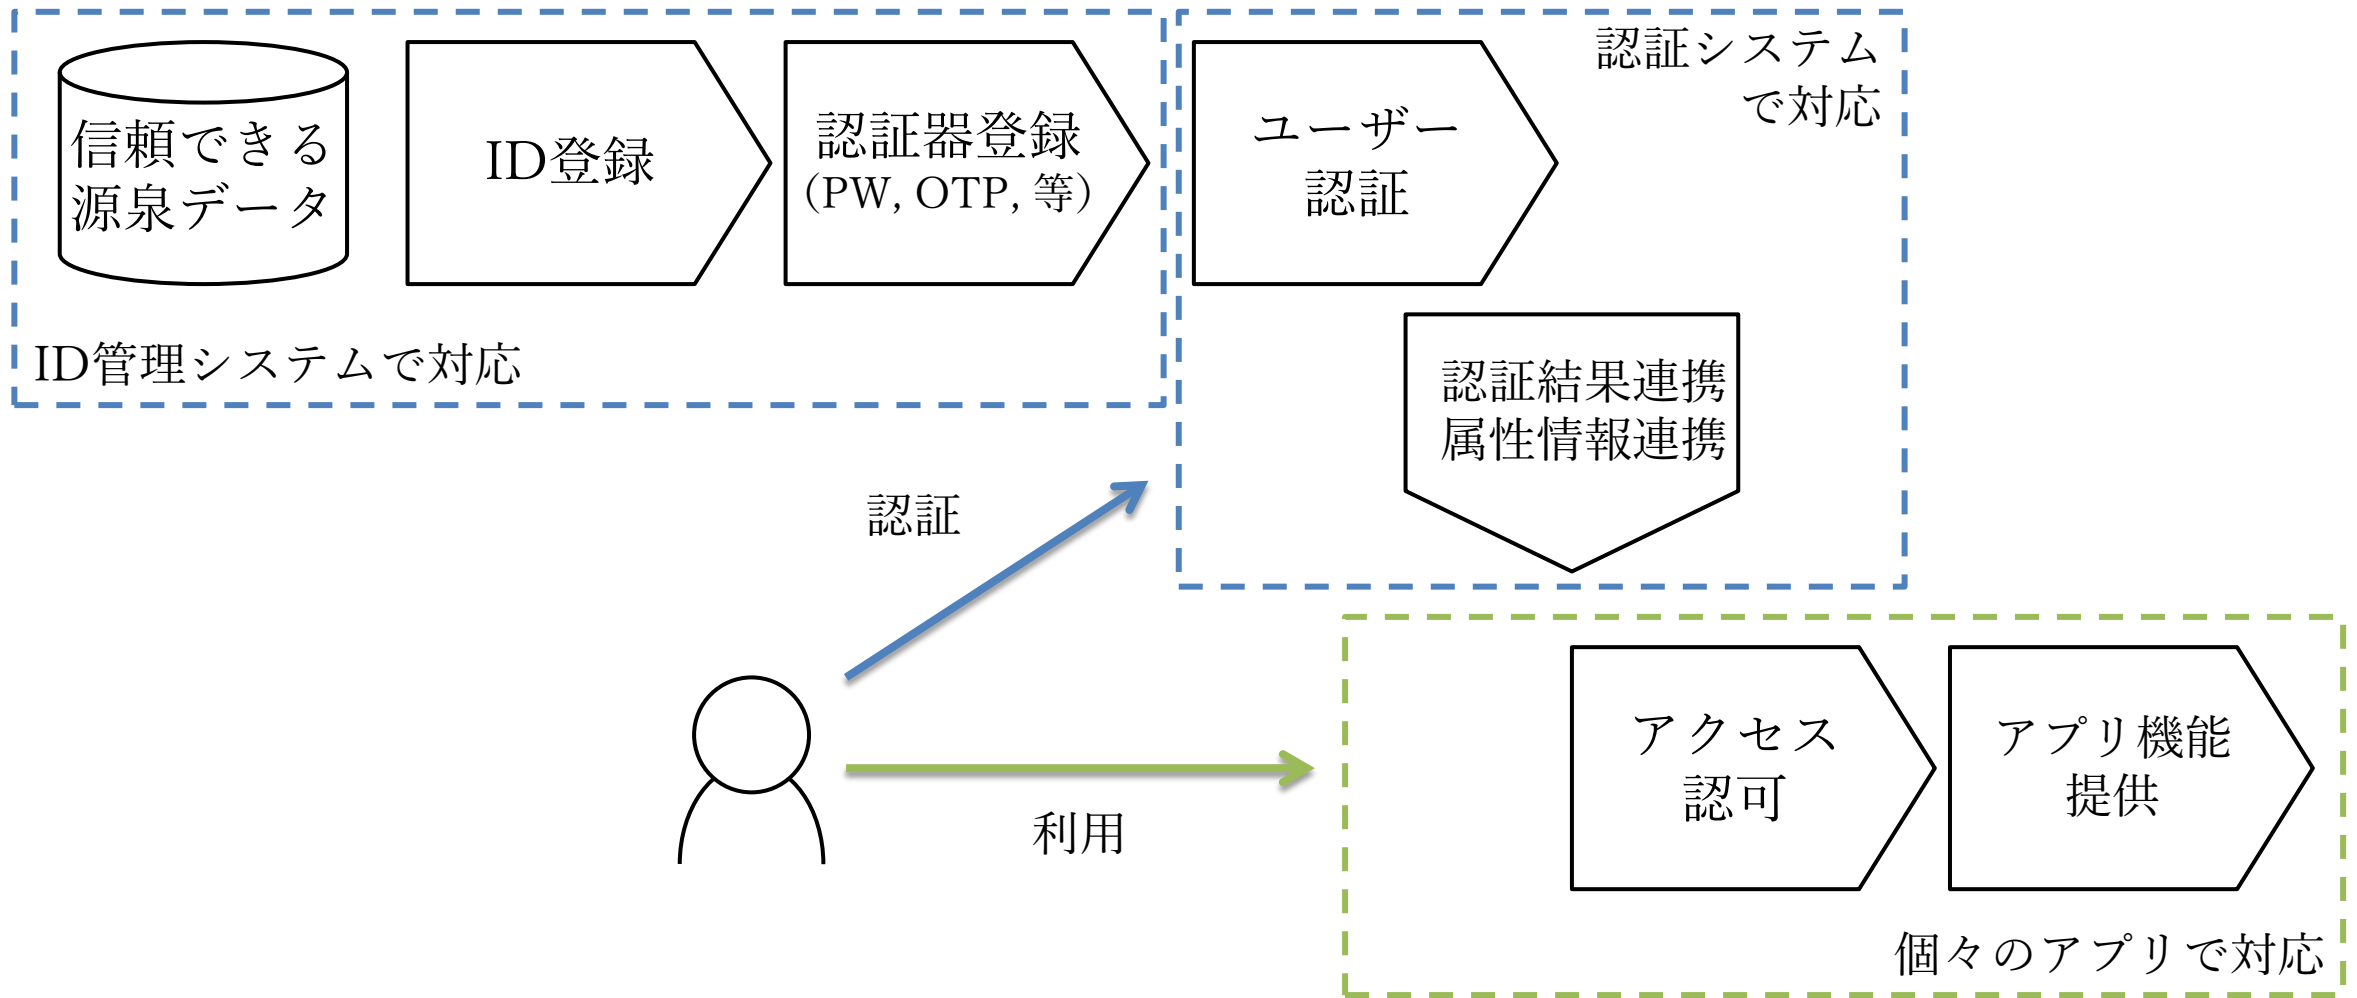 信頼できる
源泉データ
ID登録
認証器登録
(PW, OTP, 等)
ID管理システムで対応
ユーザー
認証
認証システム
で対応
認証結果連携
属性情報連携
認証
利用
アクセス
認可
アプリ機能
提供
個々のアプリで対応